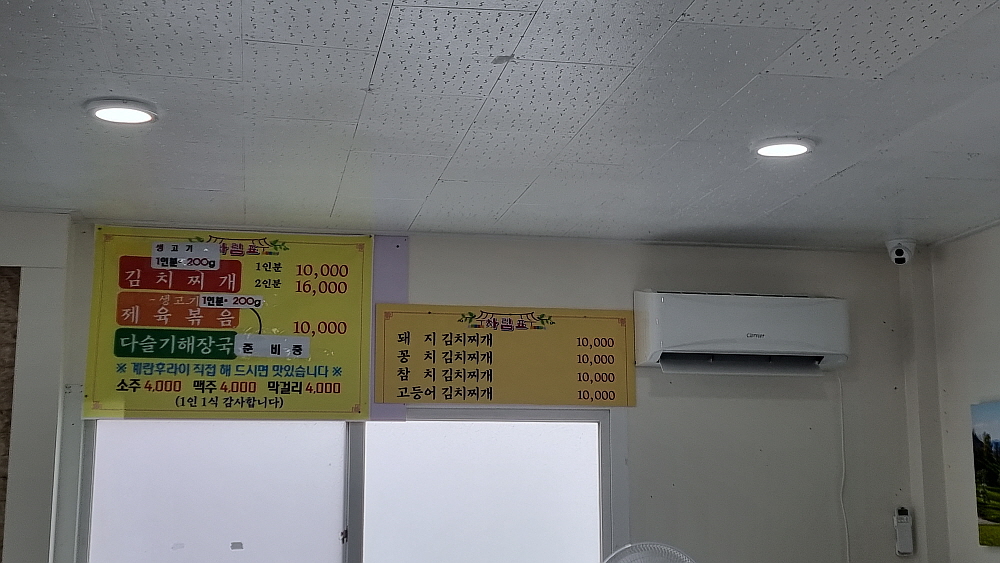 생고기 차림표
1인분 200g
김치찌개 1인분 10,000
2인분 16,000
-생고기 1인분 200g
제육볶음 10,000
다슬기해장국 준비중
※ 계란후라이 직접 해 드시면 맛있습니다 ※
소주 4,000 맥주 4,000 막걸리 4,000
(1인 1식 감사합니다)
차림표
돼지 김치찌개 10,000
꽁치 김치찌개 10,000
참치 김치찌개 10,000
고등어 김치찌개 10,000
Carrier